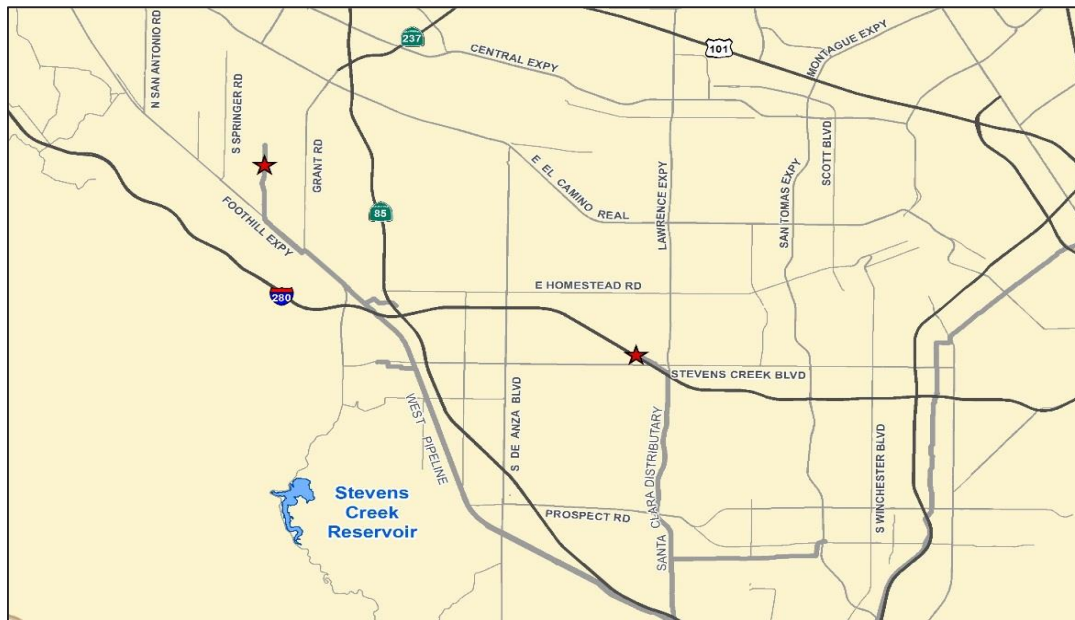 N SAN ANTONIO RD
S SPRINGER RD
GRANT RD
237
CENTRAL EXPY
101
MONTAGUE EXPY
SCOTT BLVD
LAWRENCE EXPY
SAN TOMAS EXPY
E EL CAMINO REAL
85
FOOTHILL EXPY
280
E HOMESTEAD RD
STEVENS CREEK BLVD
WEST PIPELINE
S DE ANZA BLVD
SANTA CLARA DISTRIBUTARY
S WINCHESTER BLVD
PROSPECT RD
Stevens
Creek
Reservoir